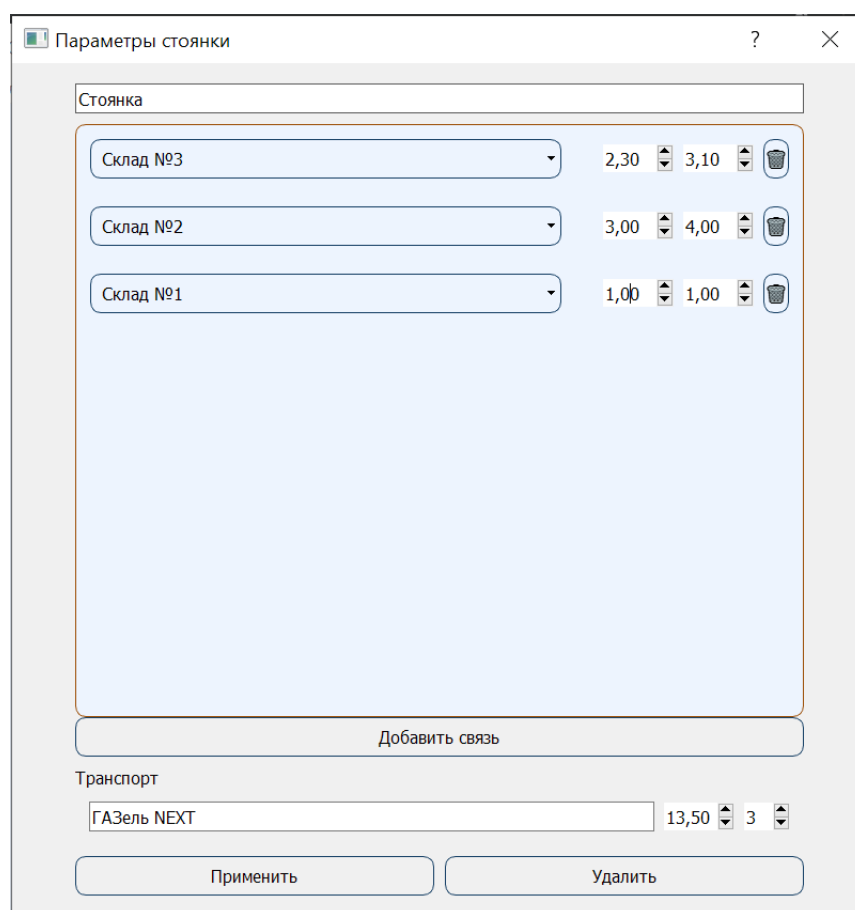 Параметры стоянки ?
Стоянка
Склад №3 2,30 3,10
Склад №2 3,00 4,00
Склад №1 1,00 1,00
Добавить связь
Транспорт
ГАЗель NEXT 13,50 3
Применить Удалить